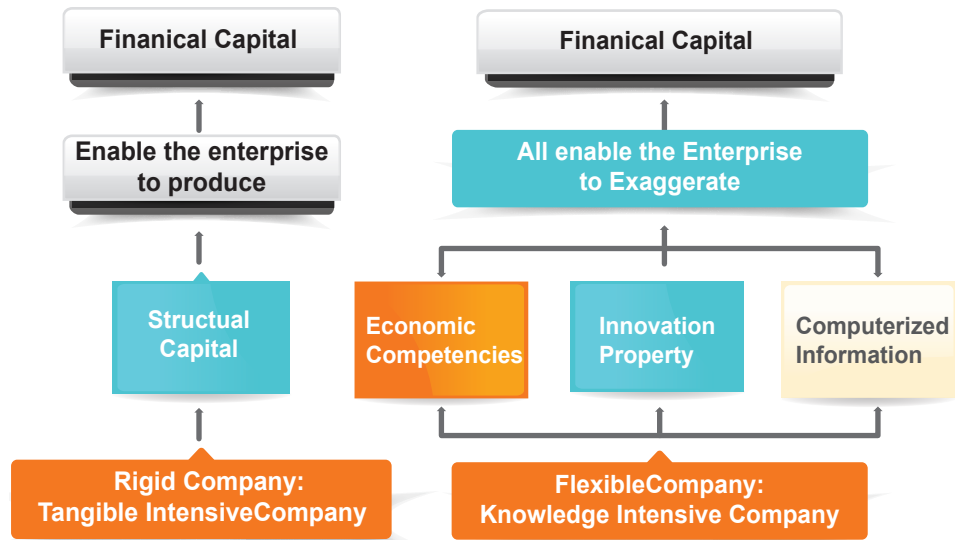 Finanical Capital
Enable the enterprise
to produce
Structual
Capital
Rigid Company:
Tangible IntensiveCompany
Finanical Capital
All enable the Enterprise
to Exaggerate
Economic
Competencies
Innovation
Property
Computerized
Information
FlexibleCompany:
Knowledge Intensive Company